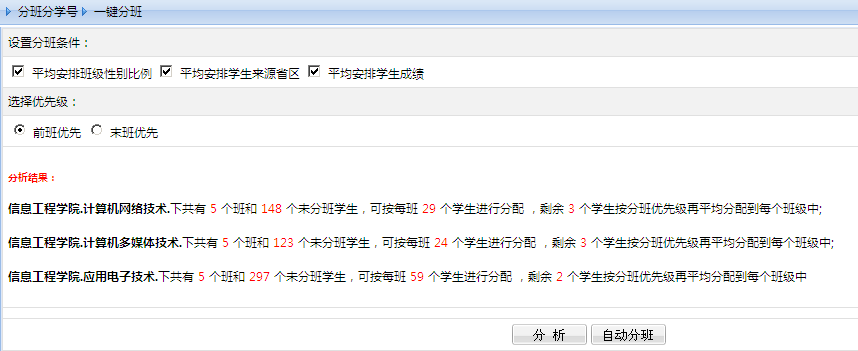 分班分学号 一键分班
设置分班条件：
平均安排班级性别比例 平均安排学生来源省区 平均安排学生成绩
选择优先级：
前班优先 末班优先
分析结果：
信息工程学院.计算机网络技术.下共有 5 个班和 148 个未分班学生，可按每班 29 个学生进行分配 ，剩余 3 个学生按分班优先级再平均分配到每个班级中;
信息工程学院.计算机多媒体技术.下共有 5 个班和 123 个未分班学生，可按每班 24 个学生进行分配 ，剩余 3 个学生按分班优先级再平均分配到每个班级中;
信息工程学院.应用电子技术.下共有 5 个班和 297 个未分班学生，可按每班 59 个学生进行分配 ，剩余 2 个学生按分班优先级再平均分配到每个班级中
分 析 自动分班